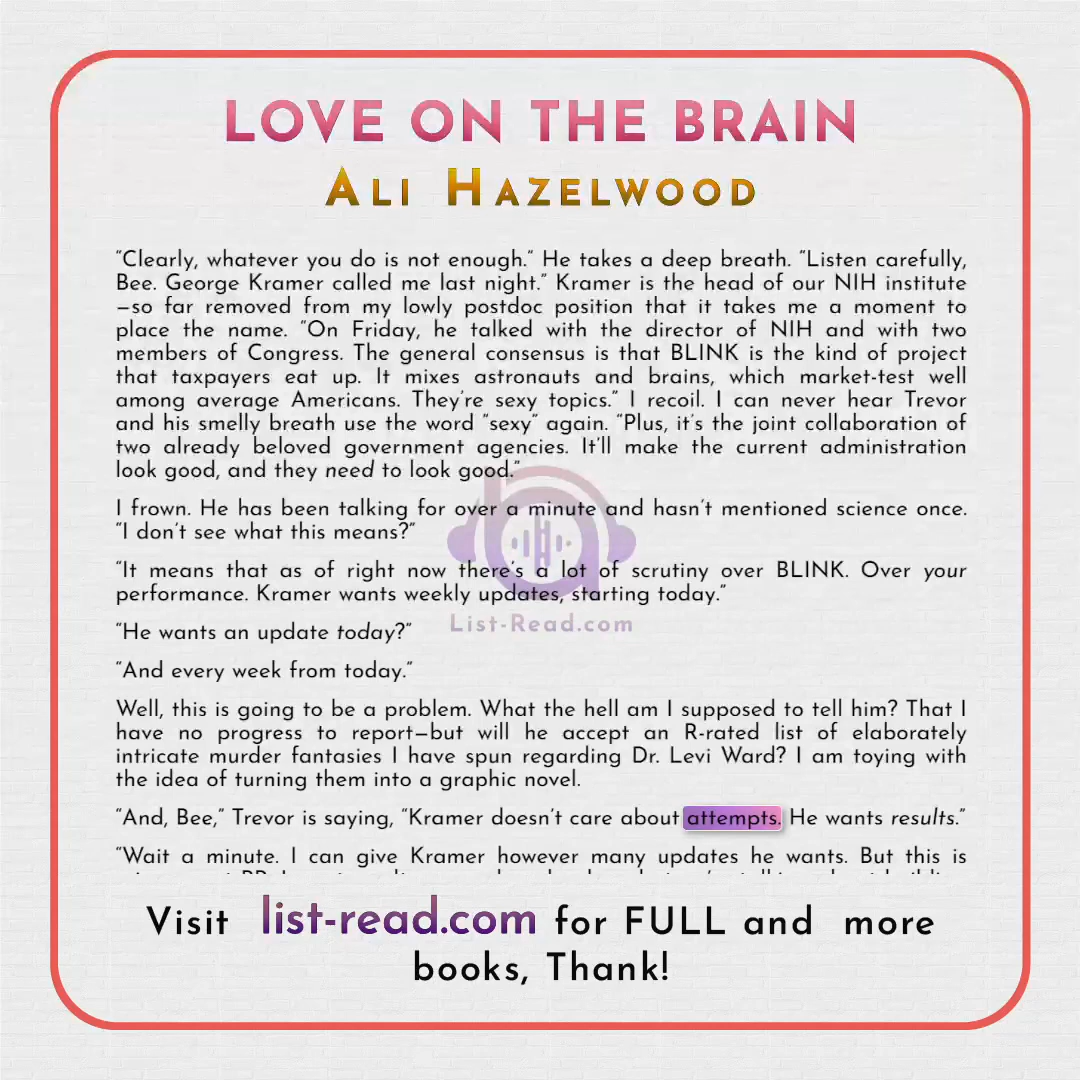 LOVE ON THE BRAIN
ALI HAZELWOOD
“Clearly, whatever you do is not enough.” He takes a deep breath. “Listen carefully,
Bee. George Kramer called me last night.” Kramer is the head of our NIH institute
—so far removed from my lowly postdoc position that it takes me a moment to
place the name. “On Friday, he talked with the director of NIH and with two
members of Congress. The general consensus is that BLINK is the kind of project
that taxpayers eat up. It mixes astronauts and brains, which market-test well
among average Americans. They’re sexy topics.” I recoil. I can never hear Trevor
and his smelly breath use the word “sexy” again. “Plus, it’s the joint collaboration of
two already beloved government agencies. It’ll make the current administration
look good, and they need to look good.”
I frown. He has been talking for over a minute and hasn’t mentioned science once.
“I don’t see what this means?”
“It means that as of right now there’s a lot of scrutiny over BLINK. Over your
performance. Kramer wants weekly updates, starting today.”
List-Read.com
“He wants an update today?”
“And every week from today.”
Well, this is going to be a problem. What the hell am I supposed to tell him? That I
have no progress to report—but will he accept an R-rated list of elaborately
intricate murder fantasies I have spun regarding Dr. Levi Ward? I am toying with
the idea of turning them into a graphic novel.
“And, Bee,” Trevor is saying, “Kramer doesn’t care about attempts. He wants results.”
“Wait a minute. I can give Kramer however many updates he wants. But this is
Visit list-read.com for FULL and more
books, Thank!